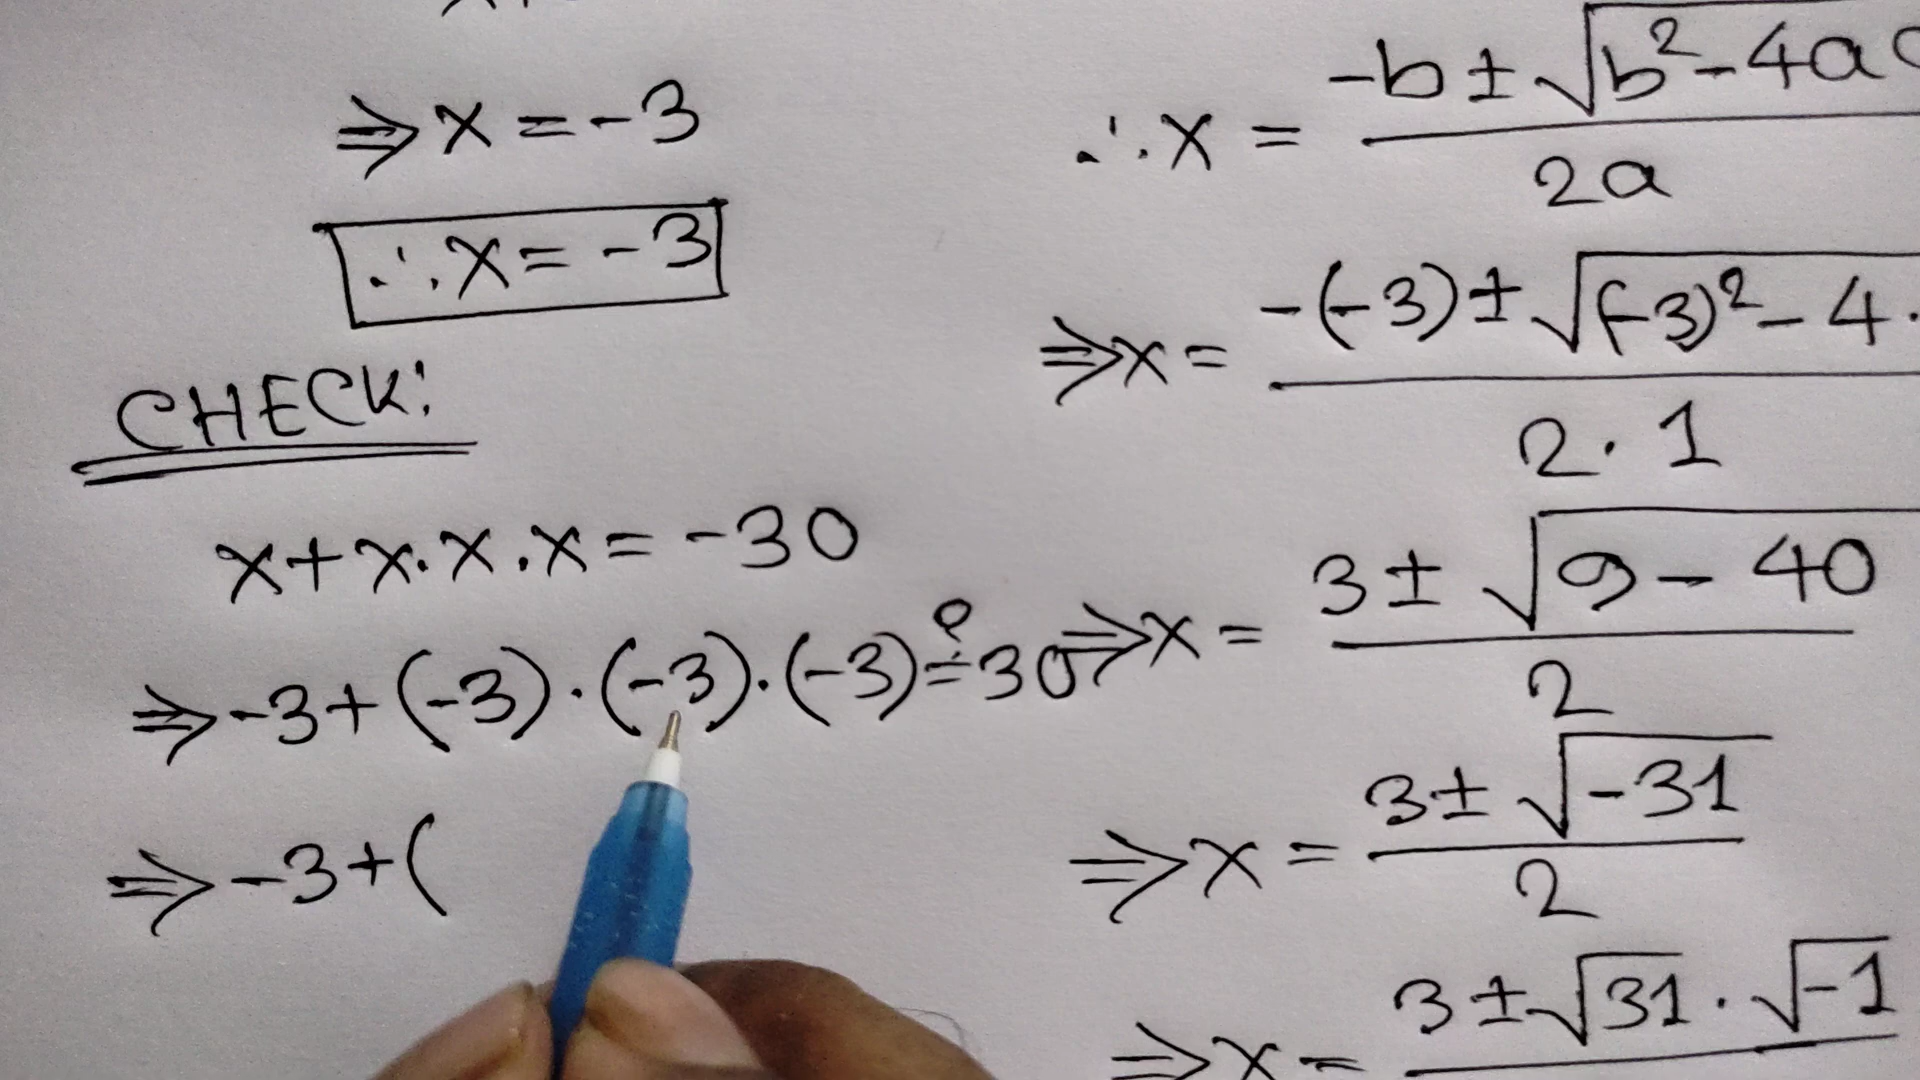 ⇒ x = -3
∴ x = -3
CHECK:
x + x.x.x = -30
⇒ -3 + (-3)·(-3)·(-3) ≟ -30
⇒ -3 + (
∴ x = (-b ± √(b² - 4a)) / 2a
⇒ x = (-(-3) ± √((-3)² - 4.)) / 2·1
⇒ x = (3 ± √(9 - 40)) / 2
⇒ x = (3 ± √-31) / 2
⇒ x = 3 ± √31 · √-1